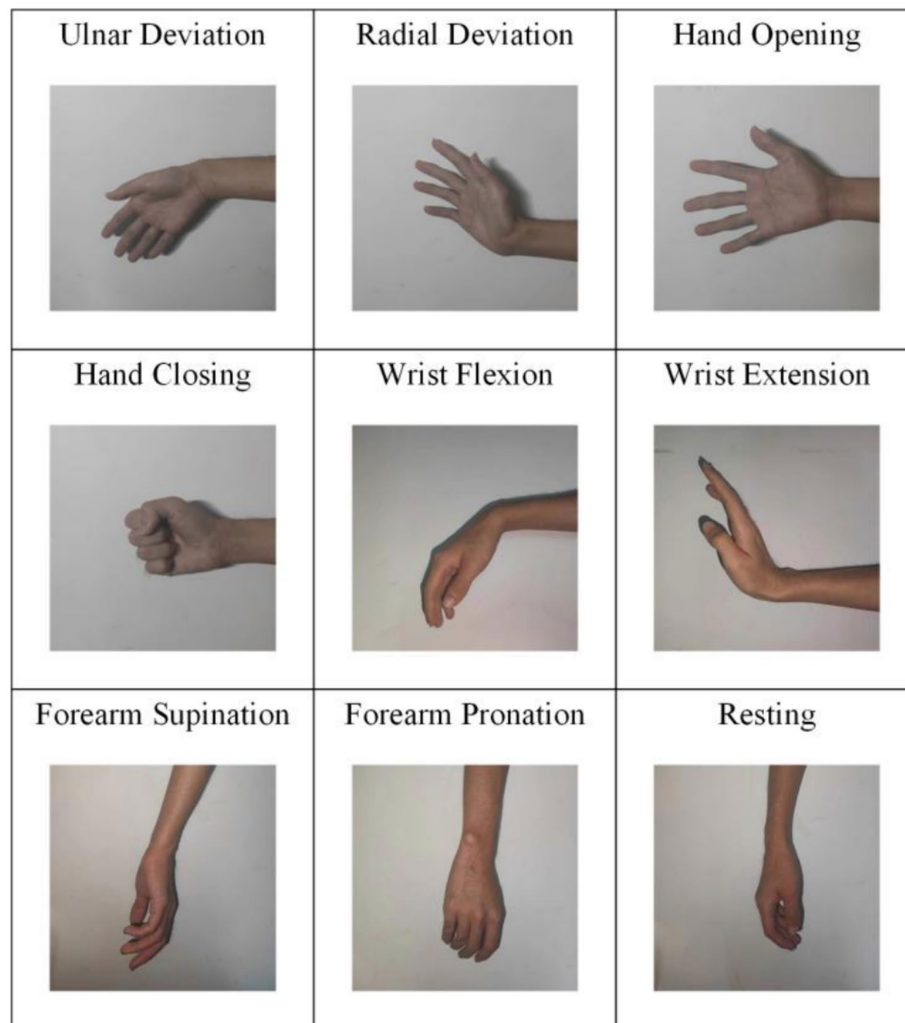 Ulnar Deviation
Radial Deviation
Hand Opening
Hand Closing
Wrist Flexion
Wrist Extension
Forearm Supination
Forearm Pronation
Resting